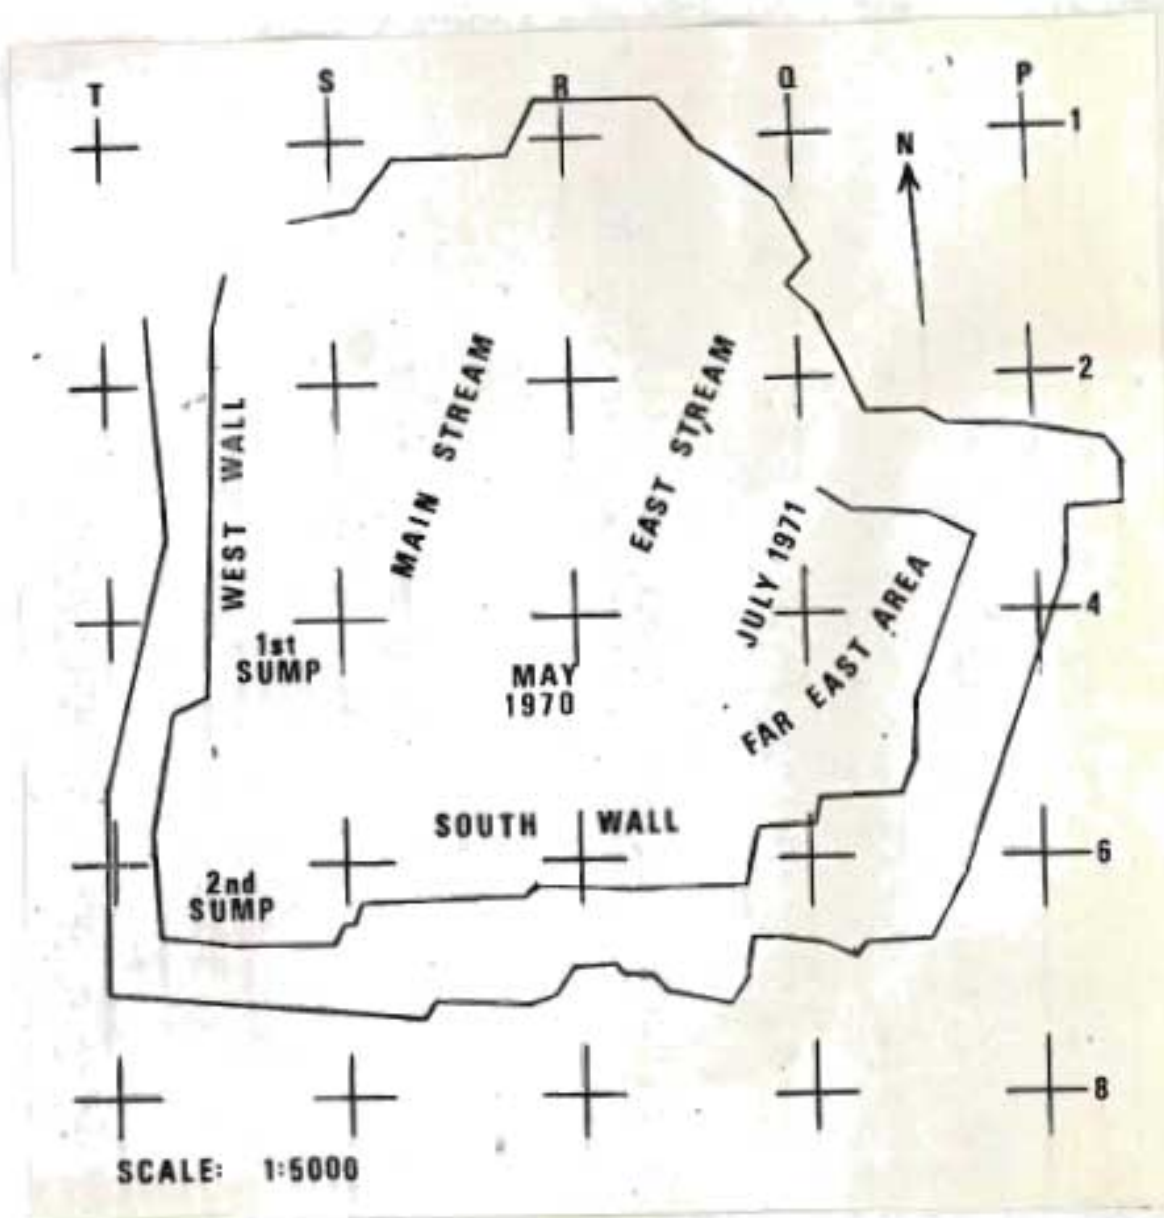 T S R Q P
1
N
2
WEST WALL
MAIN STREAM
EAST STREAM
JULY 1971
FAR EAST AREA
4
1st
SUMP
MAY
1970
SOUTH WALL
6
2nd
SUMP
8
SCALE: 1:5000